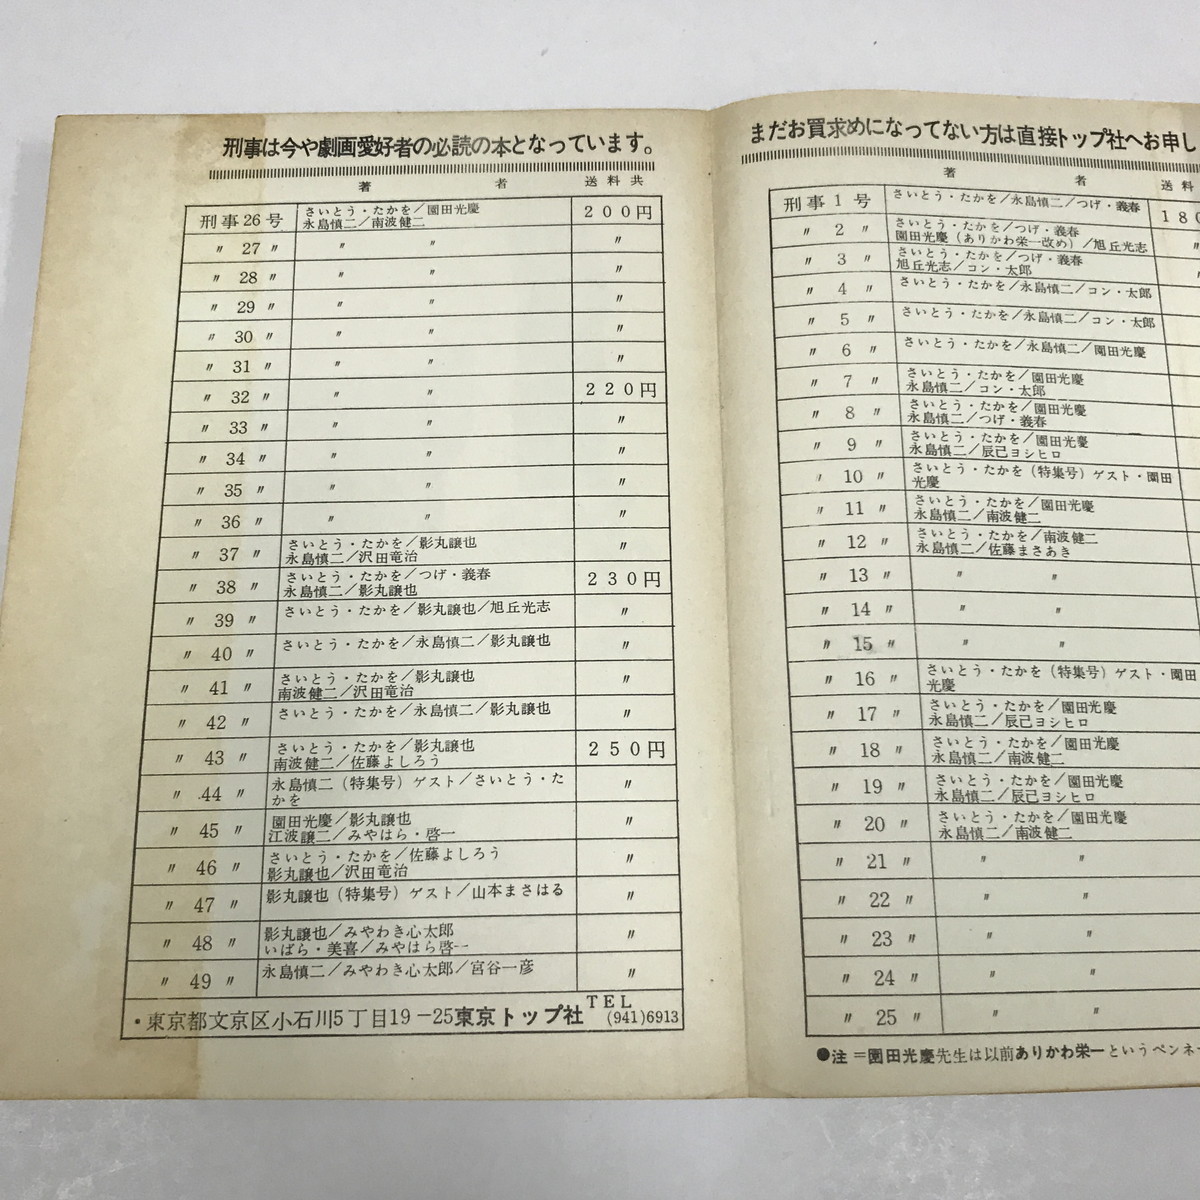 刑事は今や劇画愛好者の必読の本となっています。
著 者 送料共
刑事26号 さいとう・たかを／園田光慶 200円
永島慎二／南波健二
〃 27 〃 〃 〃 〃
〃 28 〃 〃 〃 〃
〃 29 〃 〃 〃 〃
〃 30 〃 〃 〃 〃
〃 31 〃 〃 〃 〃
〃 32 〃 〃 〃 220円
〃 33 〃 〃 〃 〃
〃 34 〃 〃 〃 〃
〃 35 〃 〃 〃 〃
〃 36 〃 〃 〃 〃
〃 37 〃 さいとう・たかを／影丸譲也 〃
永島慎二／沢田竜治
〃 38 〃 さいとう・たかを／つげ・義春 230円
永島慎二／影丸譲也
〃 39 〃 さいとう・たかを／影丸譲也／旭丘光志 〃
〃 40 〃 さいとう・たかを／永島慎二／影丸譲也 〃
〃 41 〃 さいとう・たかを／影丸譲也 〃
南波健二／沢田竜治
〃 42 〃 さいとう・たかを／永島慎二／影丸譲也 〃
〃 43 〃 さいとう・たかを／影丸譲也 250円
南波健二／佐藤よしろう
〃 44 〃 永島慎二（特集号）ゲスト／さいとう・た 〃
かを
〃 45 〃 園田光慶／影丸譲也 〃
江波譲二／みやはら・啓一
〃 46 〃 さいとう・たかを／佐藤よしろう 〃
影丸譲也／沢田竜治
〃 47 〃 影丸譲也（特集号）ゲスト／山本まさはる 〃
〃 48 〃 影丸譲也／みやわき心太郎 〃
いばら・美喜／みやはら啓一
〃 49 〃 永島慎二／みやわき心太郎／宮谷一彦 〃
・東京都文京区小石川5丁目19－25東京トップ社 TEL (941)6913
まだお買求めになってない方は直接トップ社へお申し
著 者 送料
刑事1号 さいとう・たかを／永島慎二／つげ・義春 180
〃 2 〃 さいとう・たかを／つげ・義春 〃
園田光慶（ありかわ栄一改め）／旭丘光志
〃 3 〃 さいとう・たかを／つげ・義春
旭丘光志／コン・太郎
〃 4 〃 さいとう・たかを／永島慎二／コン・太郎
〃 5 〃 さいとう・たかを／永島慎二／コン・太郎
〃 6 〃 さいとう・たかを／永島慎二／園田光慶
〃 7 〃 さいとう・たかを／園田光慶
永島慎二／コン・太郎
〃 8 〃 さいとう・たかを／園田光慶
永島慎二／つげ・義春
〃 9 〃 さいとう・たかを／園田光慶
永島慎二／辰己ヨシヒロ
〃 10 〃 さいとう・たかを（特集号）ゲスト・園田
光慶
〃 11 〃 さいとう・たかを／園田光慶
永島慎二／南波健二
〃 12 〃 さいとう・たかを／南波健二
永島慎二／佐藤まさあき
〃 13 〃 〃 〃
〃 14 〃 〃 〃
〃 15 〃 〃 〃
〃 16 〃 さいとう・たかを（特集号）ゲスト・園田
光慶
〃 17 〃 さいとう・たかを／園田光慶
永島慎二／辰己ヨシヒロ
〃 18 〃 さいとう・たかを／園田光慶
永島慎二／南波健二
〃 19 〃 さいとう・たかを／園田光慶
永島慎二／辰己ヨシヒロ
〃 20 〃 さいとう・たかを／園田光慶
永島慎二／南波健二
〃 21 〃 〃 〃
〃 22 〃 〃 〃
〃 23 〃 〃 〃
〃 24 〃 〃 〃
〃 25 〃 〃 〃
●注＝園田光慶先生は以前ありかわ栄一というペンネ